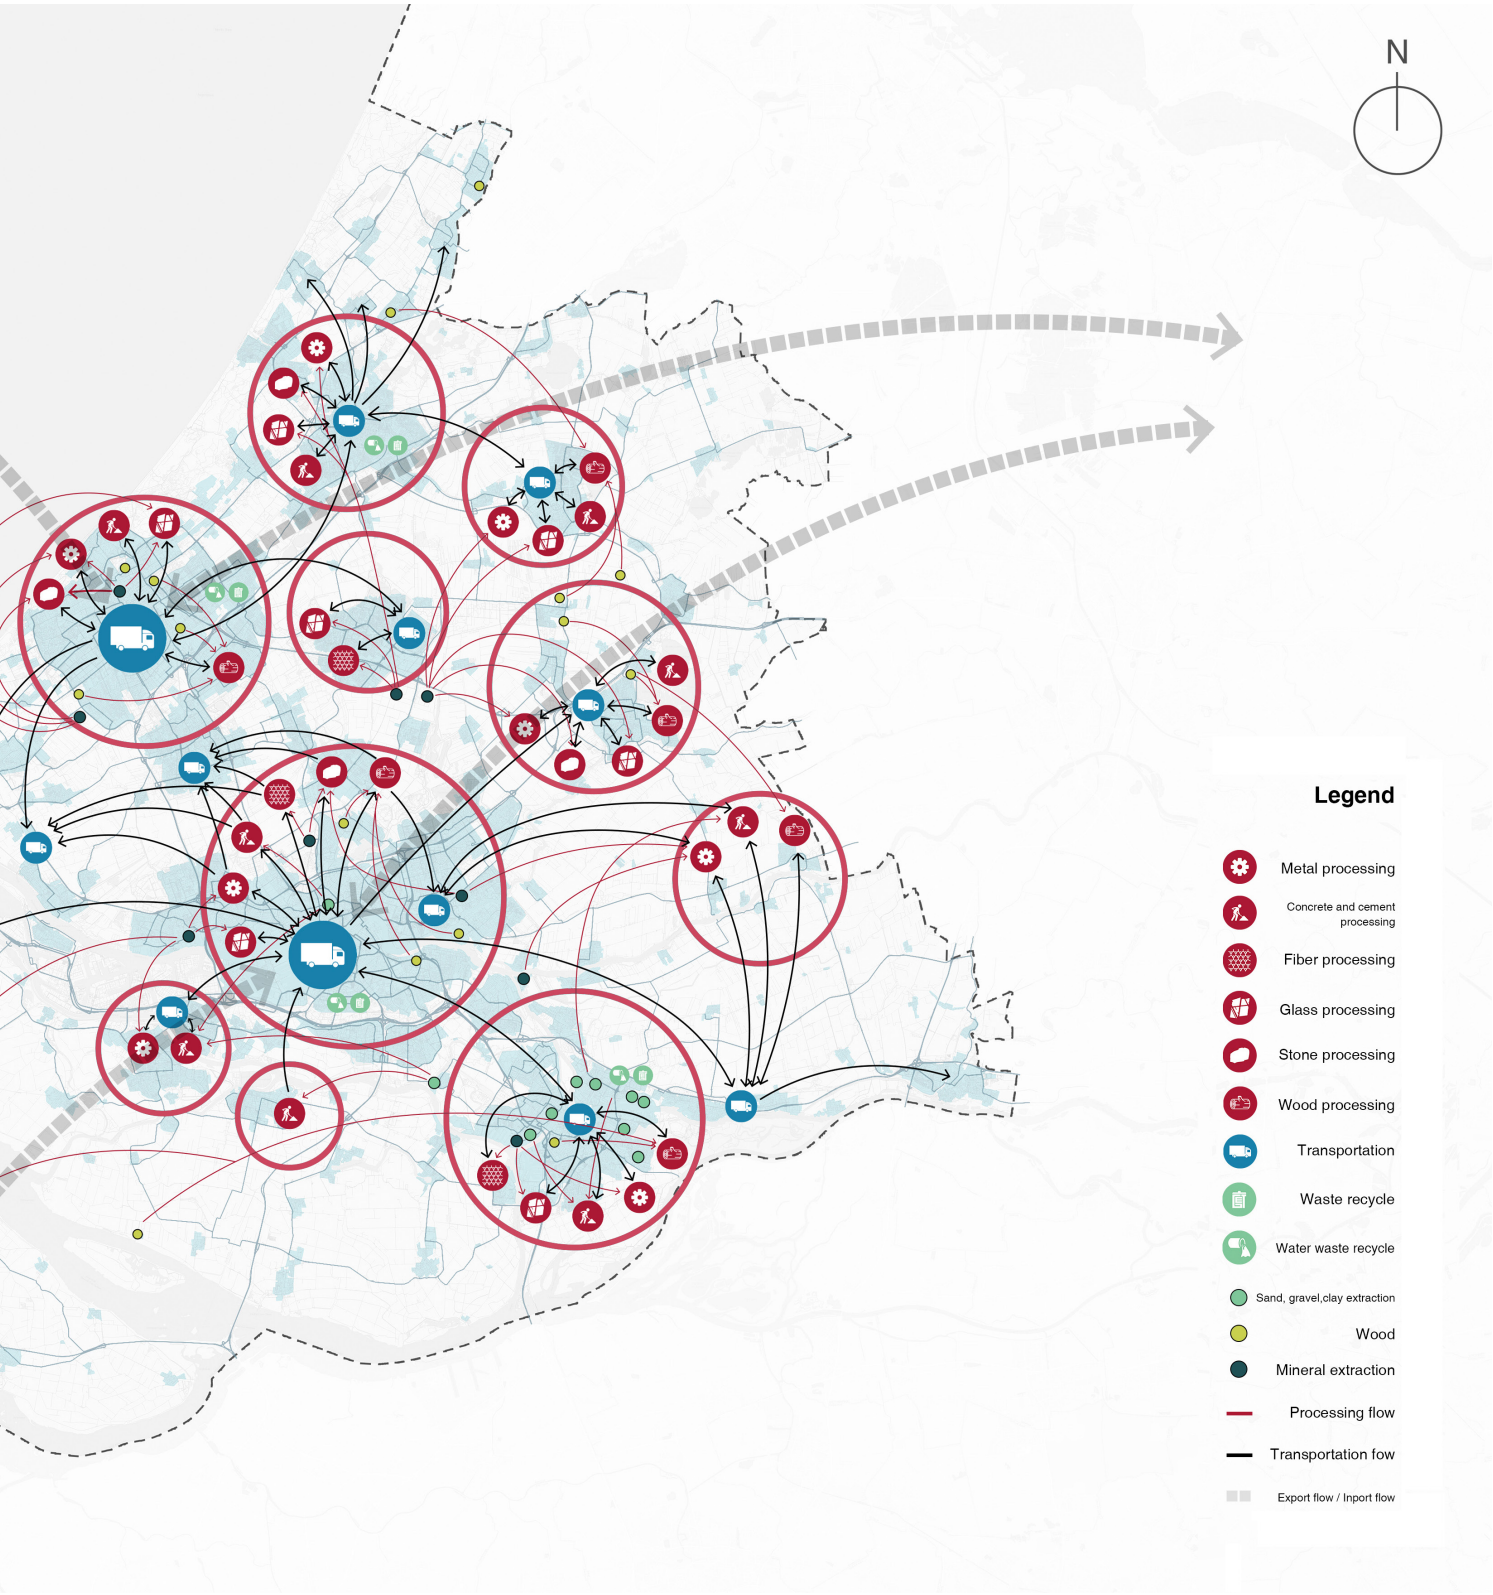 N
Legend
Metal processing
Concrete and cement
processing
Fiber processing
Glass processing
Stone processing
Wood processing
Transportation
Waste recycle
Water waste recycle
Sand, gravel,clay extraction
Wood
Mineral extraction
Processing flow
Transportation fow
Export flow / Inport flow